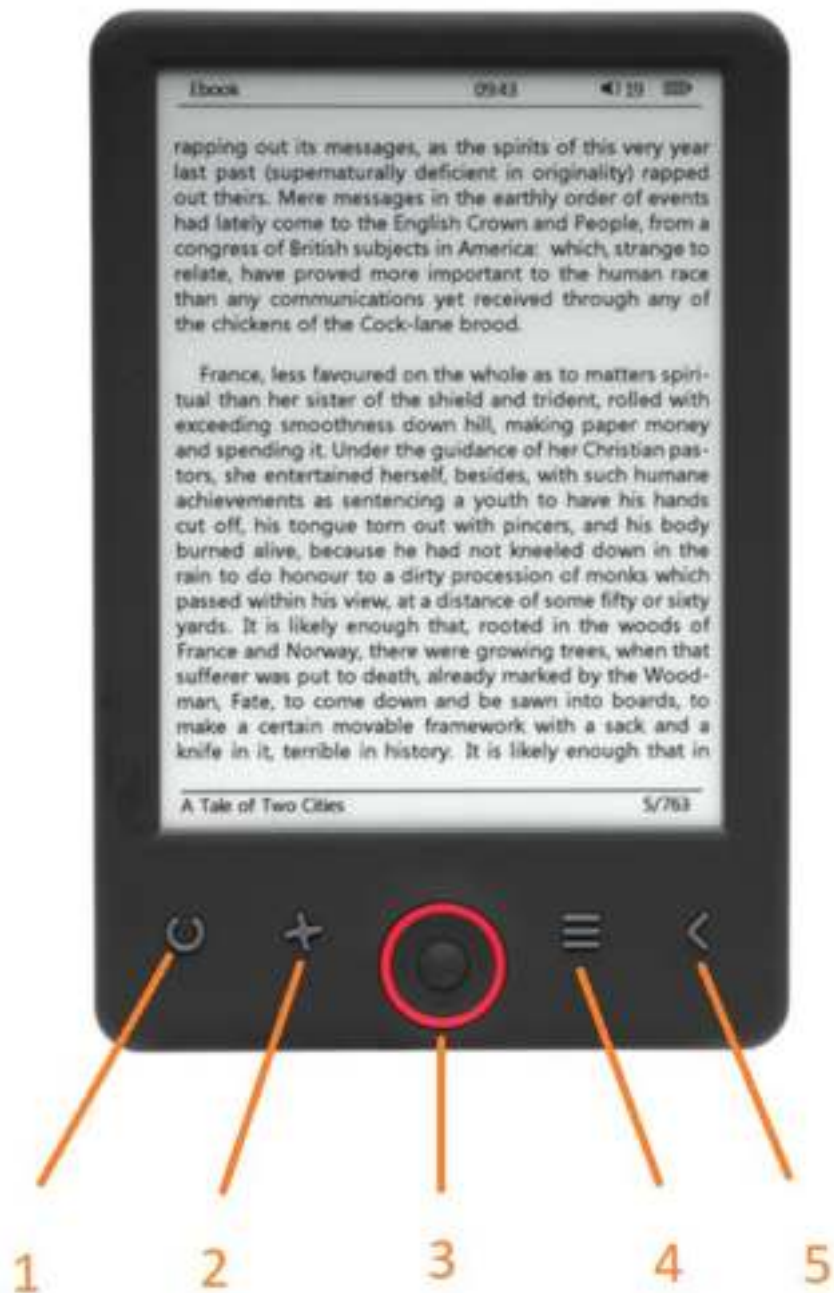 Ebook 09:43 19
rapping out its messages, as the spirits of this very year
last past (supernaturally deficient in originality) rapped
out theirs. Mere messages in the earthly order of events
had lately come to the English Crown and People, from a
congress of British subjects in America: which, strange to
relate, have proved more important to the human race
than any communications yet received through any of
the chickens of the Cock-lane brood.
France, less favoured on the whole as to matters spiri-
tual than her sister of the shield and trident, rolled with
exceeding smoothness down hill, making paper money
and spending it. Under the guidance of her Christian pas-
tors, she entertained herself, besides, with such humane
achievements as sentencing a youth to have his hands
cut off, his tongue torn out with pincers, and his body
burned alive, because he had not kneeled down in the
rain to do honour to a dirty procession of monks which
passed within his view, at a distance of some fifty or sixty
yards. It is likely enough that, rooted in the woods of
France and Norway, there were growing trees, when that
sufferer was put to death, already marked by the Wood-
man, Fate, to come down and be sawn into boards, to
make a certain movable framework with a sack and a
knife in it, terrible in history. It is likely enough that in
A Tale of Two Cities 5/763
1 2 3 4 5